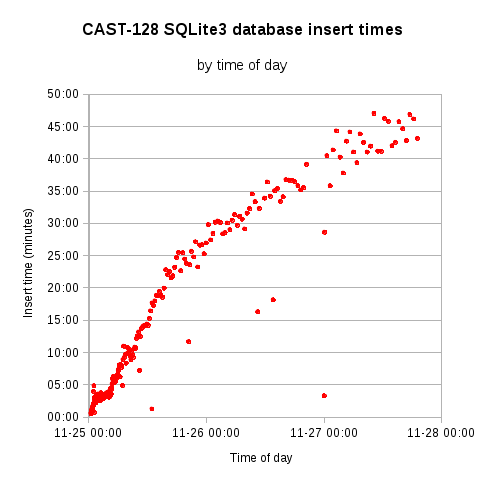 CAST-128 SQLite3 database insert times
by time of day
50:00
45:00
40:00
35:00
30:00
25:00
20:00
15:00
10:00
05:00
00:00
Insert time (minutes)
11-25 00:00 11-26 00:00 11-27 00:00 11-28 00:00
Time of day